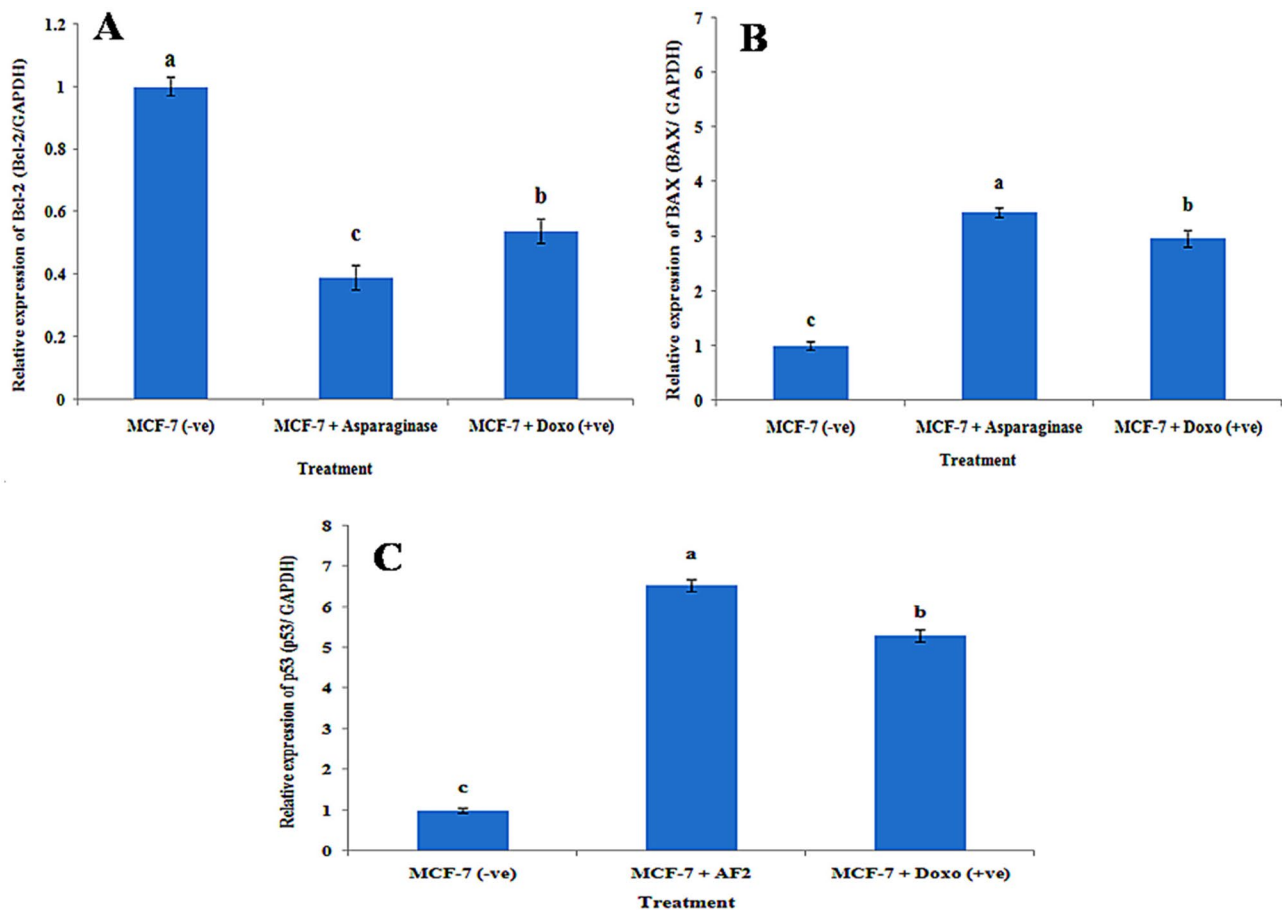 A
Relative expression of Bcl-2 (Bcl-2/GAPDH)
1.2
1
0.8
0.6
0.4
0.2
0
a
c
b
MCF-7 (-ve) MCF-7 + Asparaginase MCF-7 + Doxo (+ve)
Treatment
B
Relative expression of BAX (BAX/ GAPDH)
7
6
5
4
3
2
1
0
c
a
b
MCF-7 (-ve) MCF-7 + Asparaginase MCF-7 + Doxo (+ve)
Treatment
C
Relative expression of p53 (p53/ GAPDH)
8
7
6
5
4
3
2
1
0
c
a
b
MCF-7 (-ve) MCF-7 + AF2 MCF-7 + Doxo (+ve)
Treatment